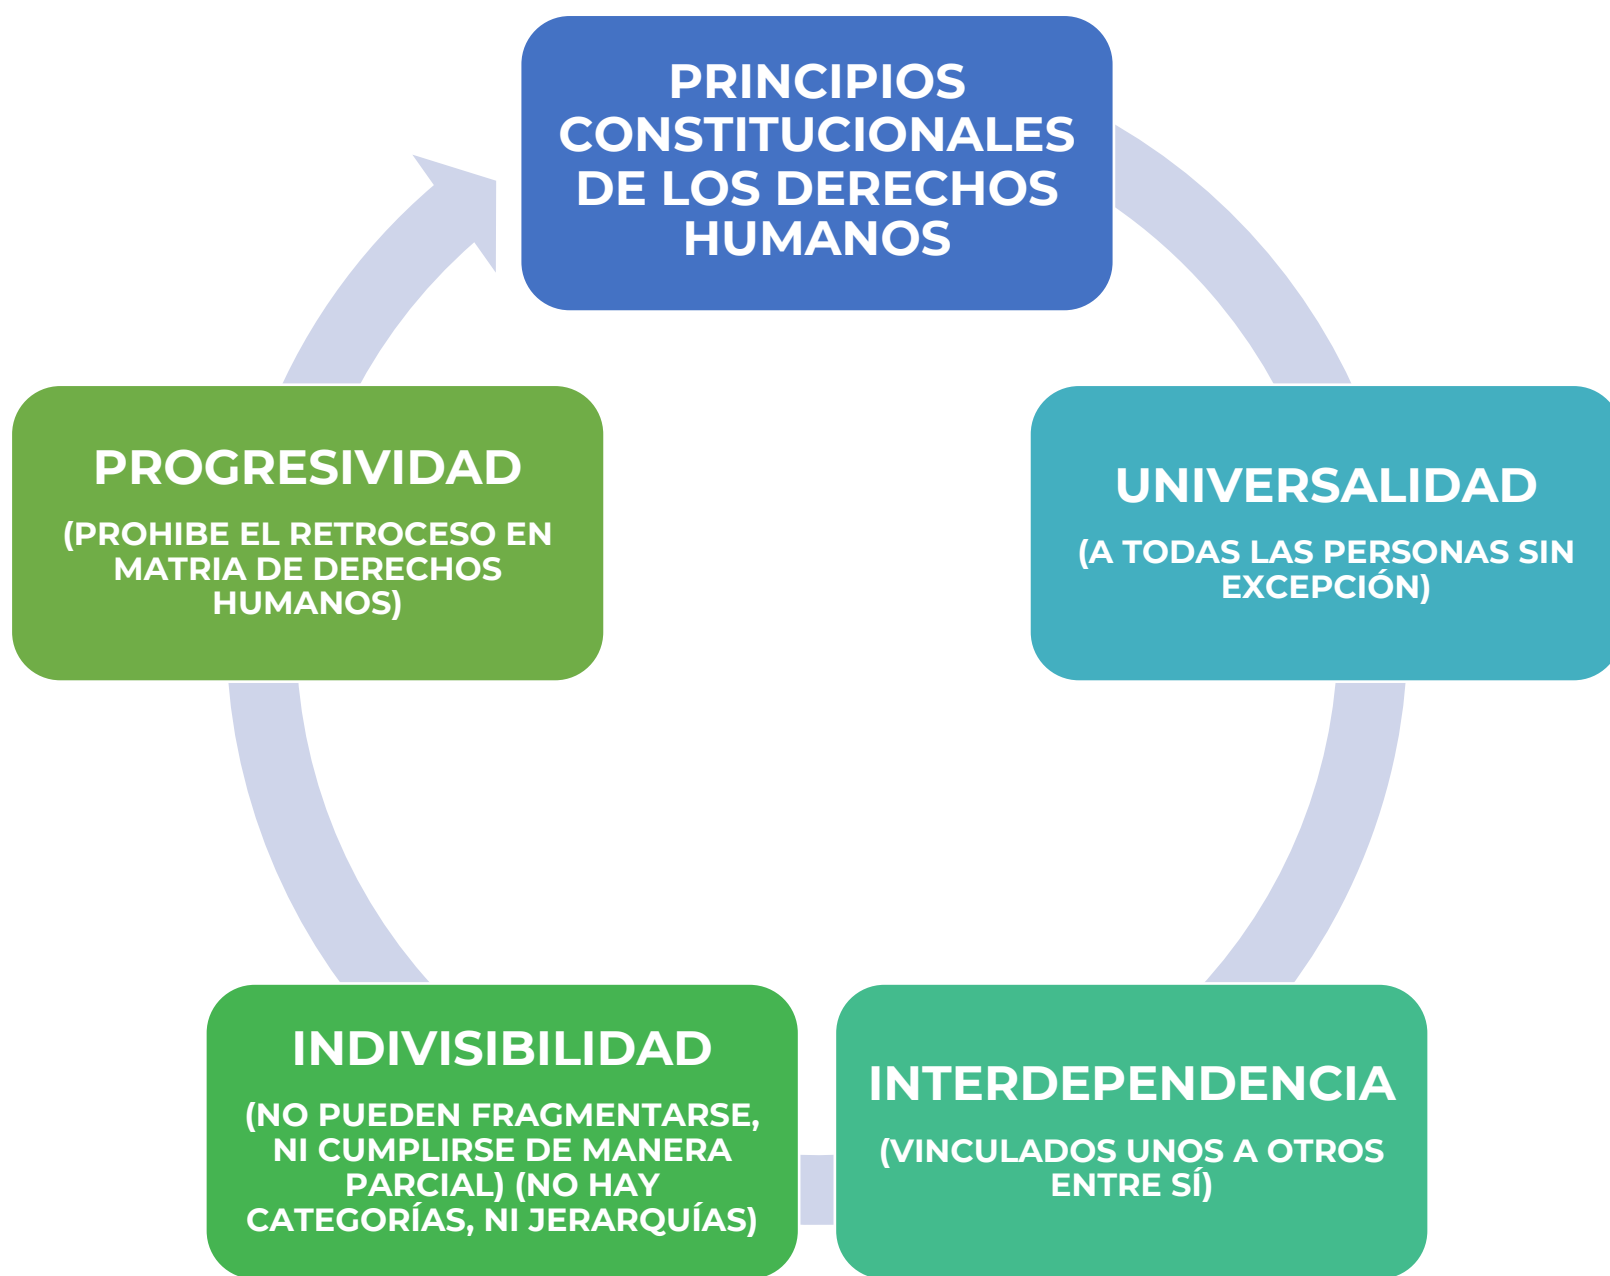 PRINCIPIOS
CONSTITUCIONALES
DE LOS DERECHOS
HUMANOS
UNIVERSALIDAD
(A TODAS LAS PERSONAS SIN
EXCEPCIÓN)
INTERDEPENDENCIA
(VINCULADOS UNOS A OTROS
ENTRE SÍ)
INDIVISIBILIDAD
(NO PUEDEN FRAGMENTARSE,
NI CUMPLIRSE DE MANERA
PARCIAL) (NO HAY
CATEGORÍAS, NI JERARQUÍAS)
PROGRESIVIDAD
(PROHIBE EL RETROCESO EN
MATRIA DE DERECHOS
HUMANOS)